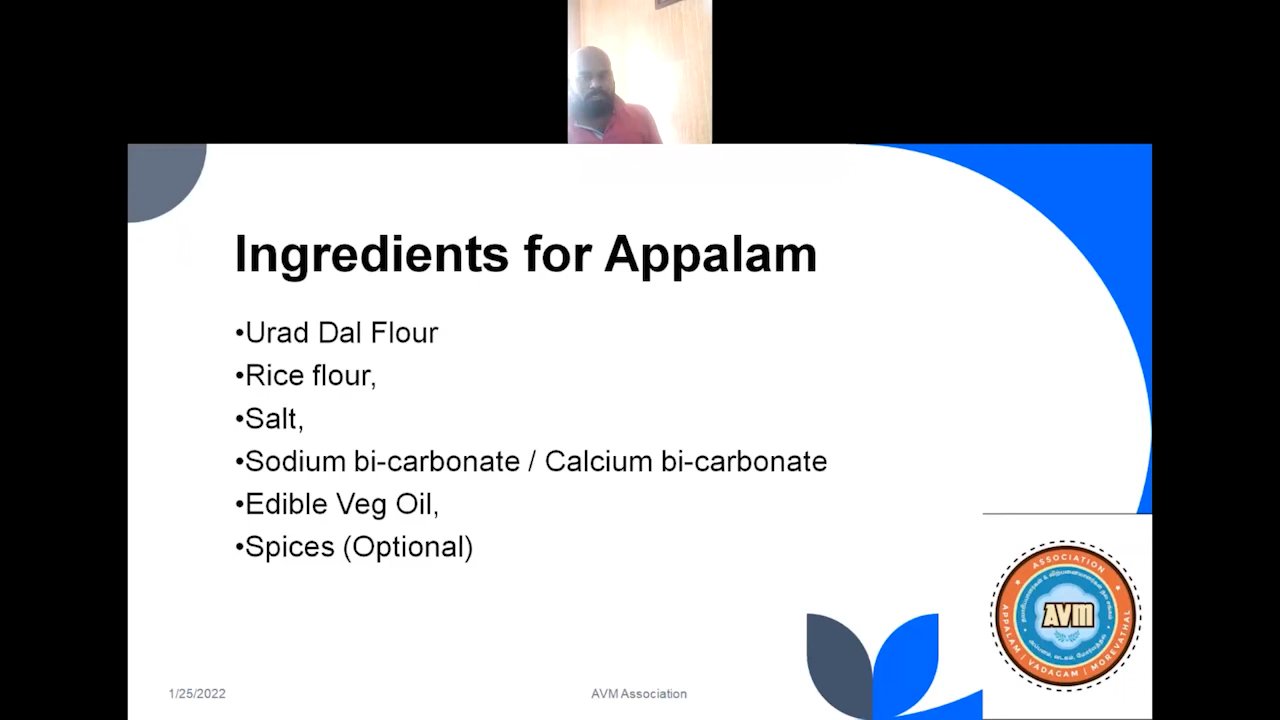 Ingredients for Appalam
•Urad Dal Flour
•Rice flour,
•Salt,
•Sodium bi-carbonate / Calcium bi-carbonate
•Edible Veg Oil,
•Spices (Optional)
ASSOCIATION
AVM
APPALAM | VADAGAM | MOREVATHAL
1/25/2022
AVM Association